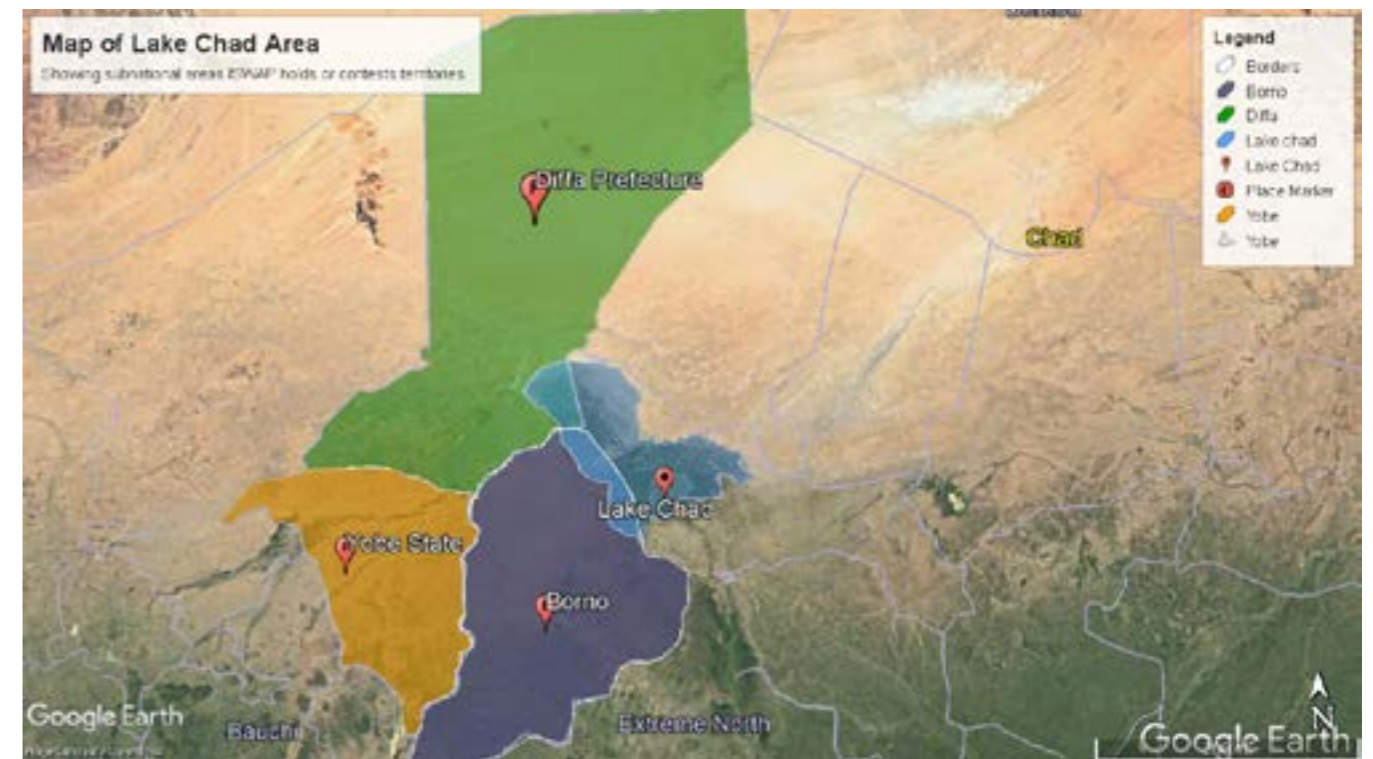 Map of Lake Chad Area
Showing subnational areas ISWAP holds or contests territories
Legend
Borders
Borno
Diffa
Lake chad
Lake Chad
Place Marker
Yobe
Yobe
Diffa Prefecture
Chad
Lake Chad
Yobe State
Borno
Google Earth
Bauchi
Extreme North
N
Google Earth